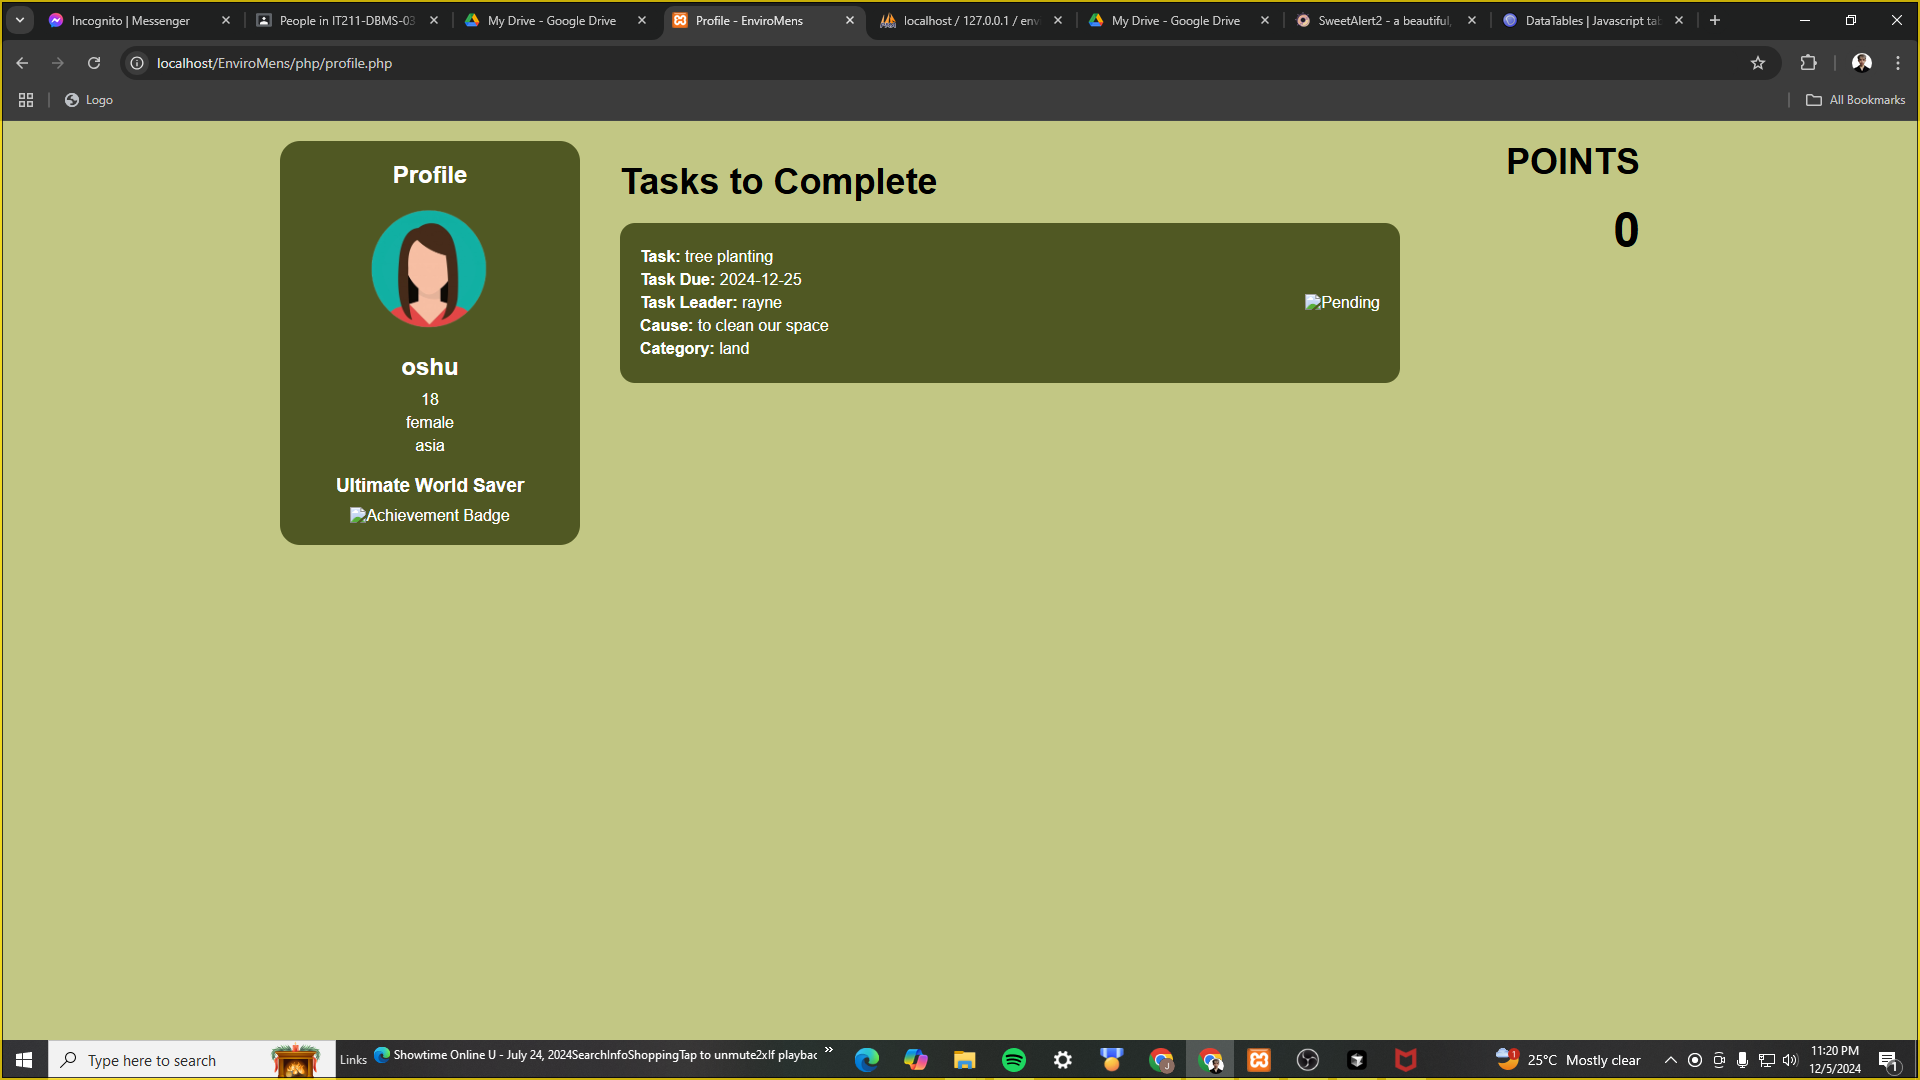 Incognito | Messenger
People in IT211-DBMS-03
My Drive - Google Drive
Profile - EnviroMens
localhost / 127.0.0.1 / env
My Drive - Google Drive
SweetAlert2 - a beautiful,
DataTables | Javascript tab
localhost/EnviroMens/php/profile.php
Logo
All Bookmarks
Profile
oshu
18
female
asia
Ultimate World Saver
Achievement Badge
Tasks to Complete
Task: tree planting
Task Due: 2024-12-25
Task Leader: rayne
Cause: to clean our space
Category: land
Pending
POINTS
0
Type here to search
Links
Showtime Online U - July 24, 2024SearchInfoShoppingTap to unmute2xIf playbac
25°C Mostly clear
11:20 PM
12/5/2024